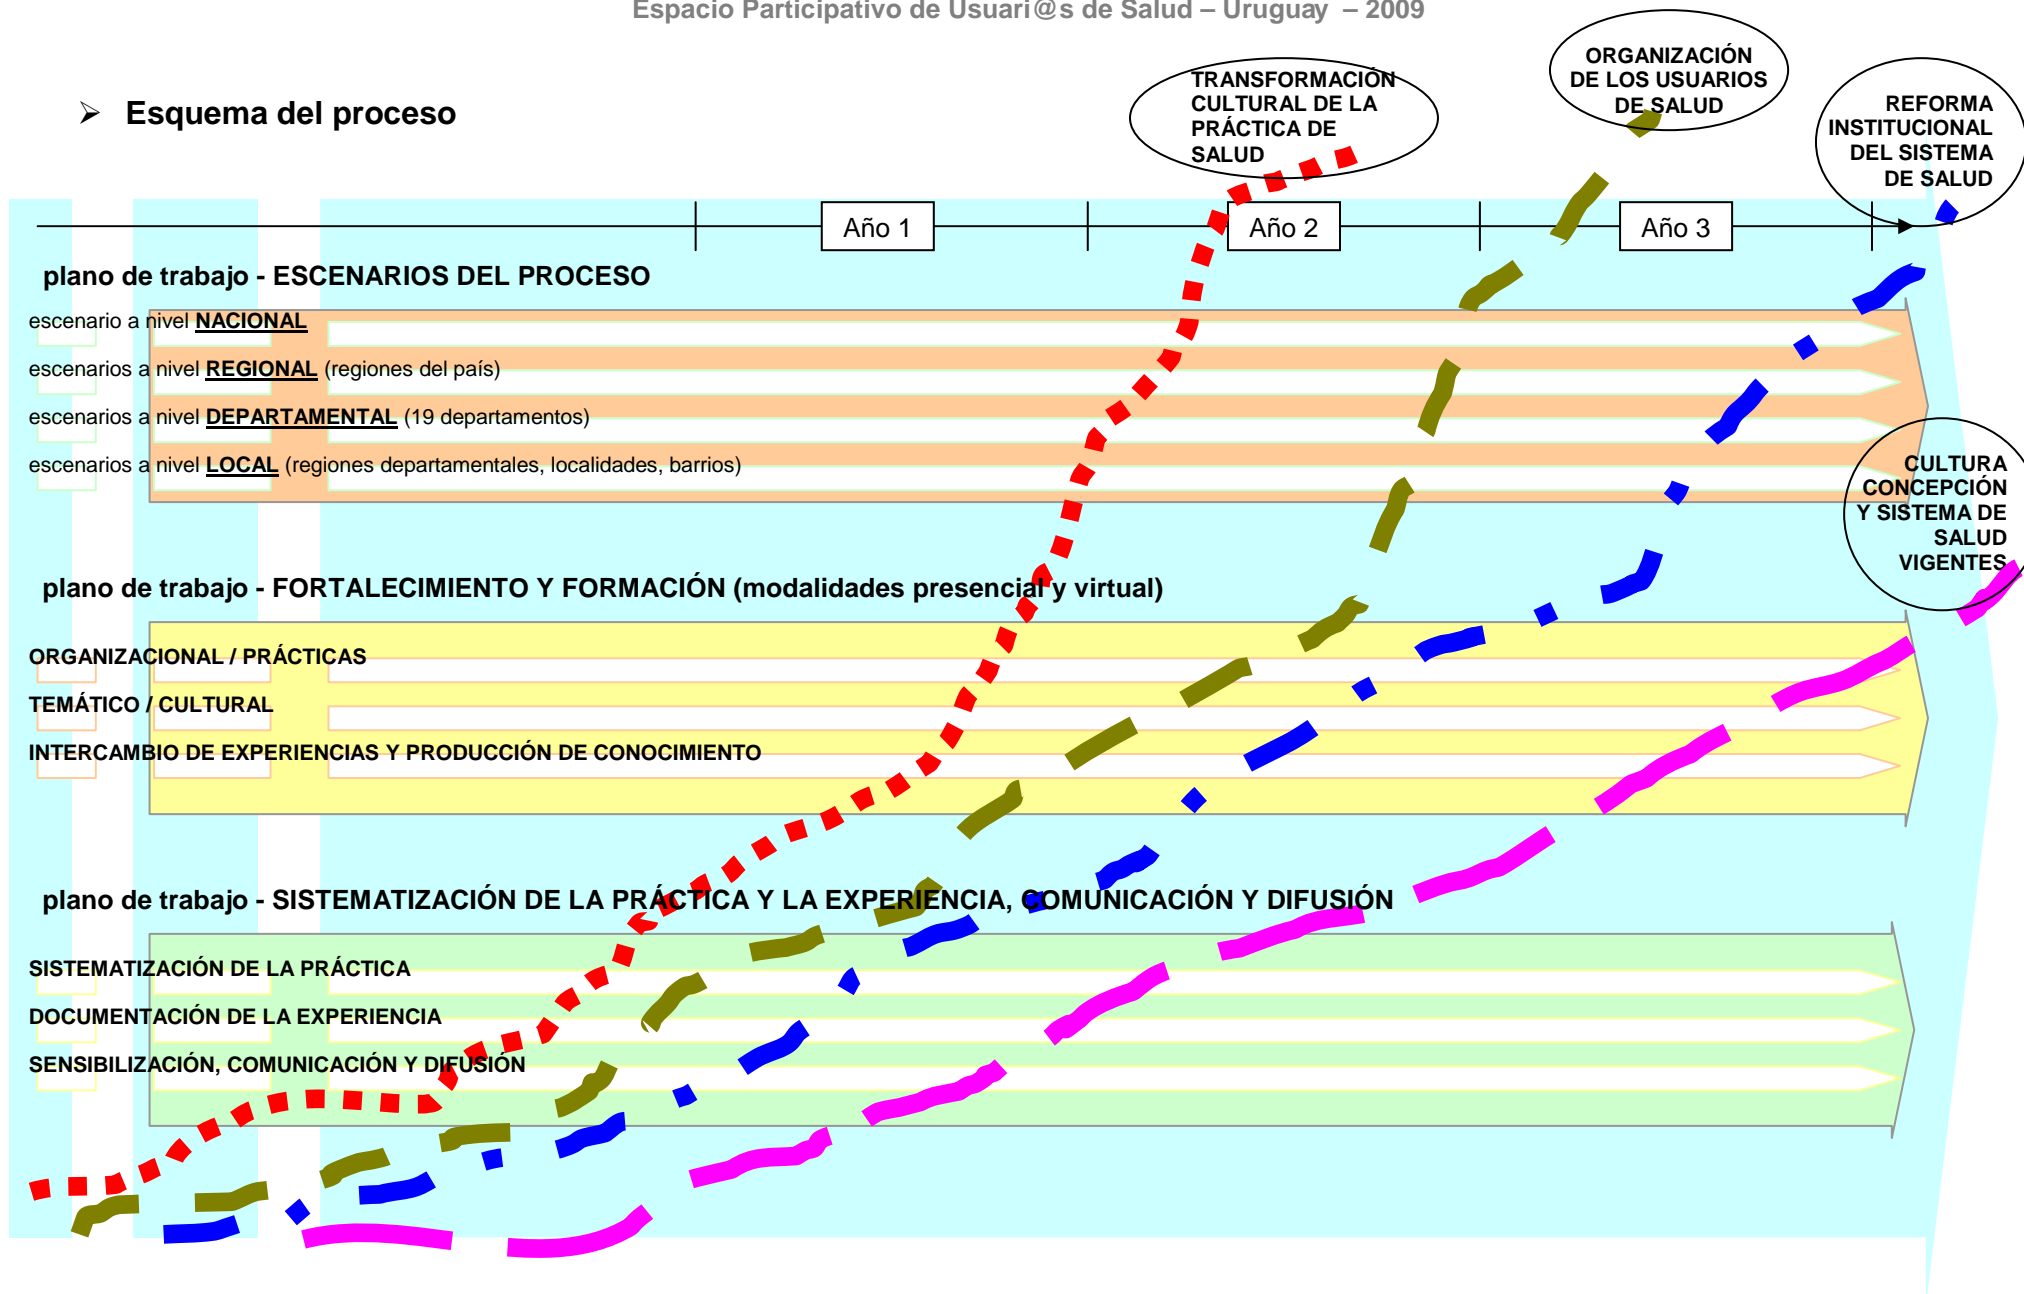 Espacio Participativo de Usuari@s de Salud – Uruguay – 2009
➢ Esquema del proceso
TRANSFORMACIÓN
CULTURAL DE LA
PRÁCTICA DE
SALUD
ORGANIZACIÓN
DE LOS USUARIOS
DE SALUD
REFORMA
INSTITUCIONAL
DEL SISTEMA
DE SALUD
Año 1
Año 2
Año 3
plano de trabajo - ESCENARIOS DEL PROCESO
escenario a nivel NACIONAL
escenarios a nivel REGIONAL (regiones del país)
escenarios a nivel DEPARTAMENTAL (19 departamentos)
escenarios a nivel LOCAL (regiones departamentales, localidades, barrios)
CULTURA
CONCEPCIÓN
Y SISTEMA DE
SALUD
VIGENTES
plano de trabajo - FORTALECIMIENTO Y FORMACIÓN (modalidades presencial y virtual)
ORGANIZACIONAL / PRÁCTICAS
TEMÁTICO / CULTURAL
INTERCAMBIO DE EXPERIENCIAS Y PRODUCCIÓN DE CONOCIMIENTO
plano de trabajo - SISTEMATIZACIÓN DE LA PRÁCTICA Y LA EXPERIENCIA, COMUNICACIÓN Y DIFUSIÓN
SISTEMATIZACIÓN DE LA PRÁCTICA
DOCUMENTACIÓN DE LA EXPERIENCIA
SENSIBILIZACIÓN, COMUNICACIÓN Y DIFUSIÓN